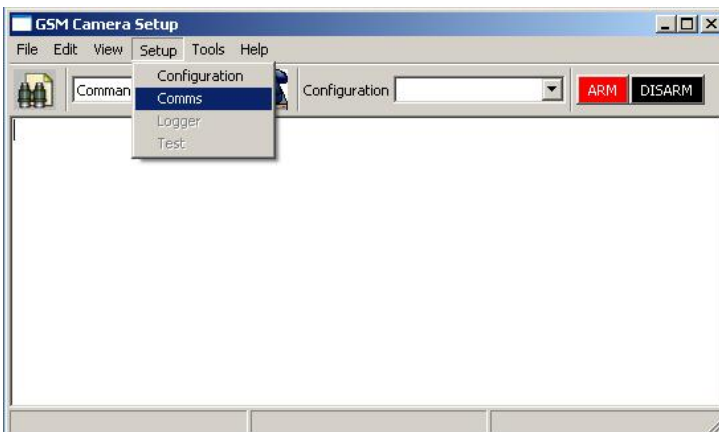 GSM Camera Setup
File Edit View Setup Tools Help
Configuration
Comms
Logger
Test
Comman
Configuration
ARM DISARM